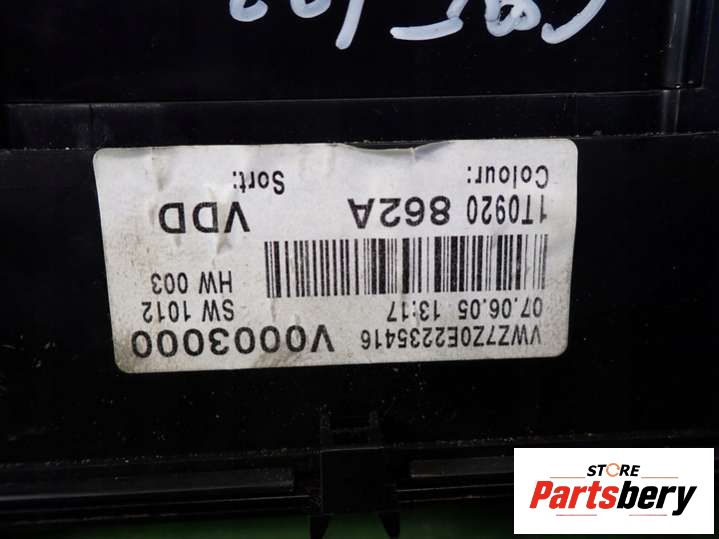 VWZ7Z0E2235416 V0003000
07.06.05 13:17 SW 1012
HW 003
1T0920 862A VDD
Colour: Sort:
STORE
Partsbery